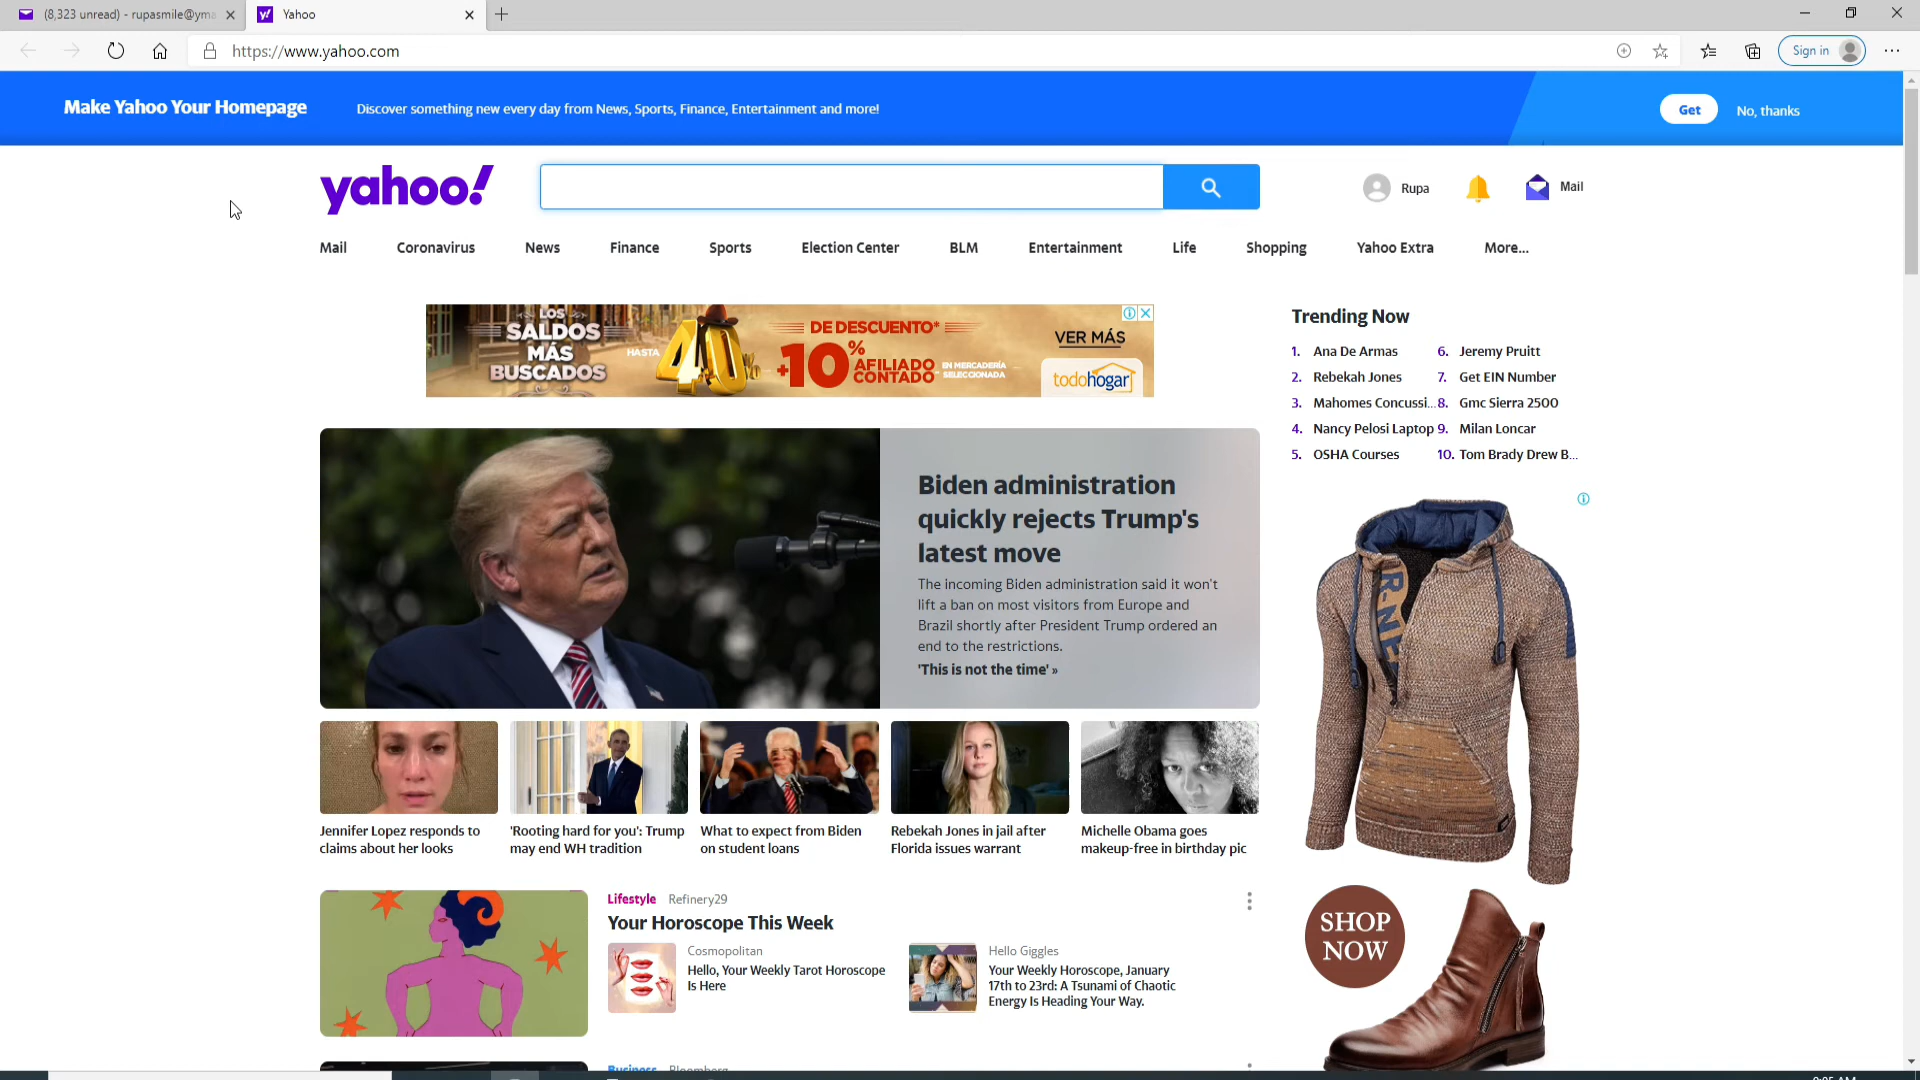 (8,323 unread) - rupasmile@yma
Yahoo
https://www.yahoo.com
Sign in
Make Yahoo Your Homepage
Discover something new every day from News, Sports, Finance, Entertainment and more!
Get
No, thanks
yahoo!
Rupa
Mail
Mail Coronavirus News Finance Sports Election Center BLM Entertainment Life Shopping Yahoo Extra More...
LOS
SALDOS
MÁS
BUSCADOS
HASTA
40
DE DESCUENTO*
+10%
AFILIADO
CONTADO
EN MERCADERÍA
SELECCIONADA
VER MÁS
todohogar
Trending Now
1. Ana De Armas
2. Rebekah Jones
3. Mahomes Concussi...
4. Nancy Pelosi Laptop
5. OSHA Courses
6. Jeremy Pruitt
7. Get EIN Number
8. Gmc Sierra 2500
9. Milan Loncar
10. Tom Brady Drew B...
Biden administration
quickly rejects Trump's
latest move
The incoming Biden administration said it won't
lift a ban on most visitors from Europe and
Brazil shortly after President Trump ordered an
end to the restrictions.
'This is not the time' »
Jennifer Lopez responds to
claims about her looks
'Rooting hard for you': Trump
may end WH tradition
What to expect from Biden
on student loans
Rebekah Jones in jail after
Florida issues warrant
Michelle Obama goes
makeup-free in birthday pic
Lifestyle Refinery29
Your Horoscope This Week
Cosmopolitan
Hello, Your Weekly Tarot Horoscope
Is Here
Hello Giggles
Your Weekly Horoscope, January
17th to 23rd: A Tsunami of Chaotic
Energy Is Heading Your Way.
SHOP
NOW
Business Bloomberg